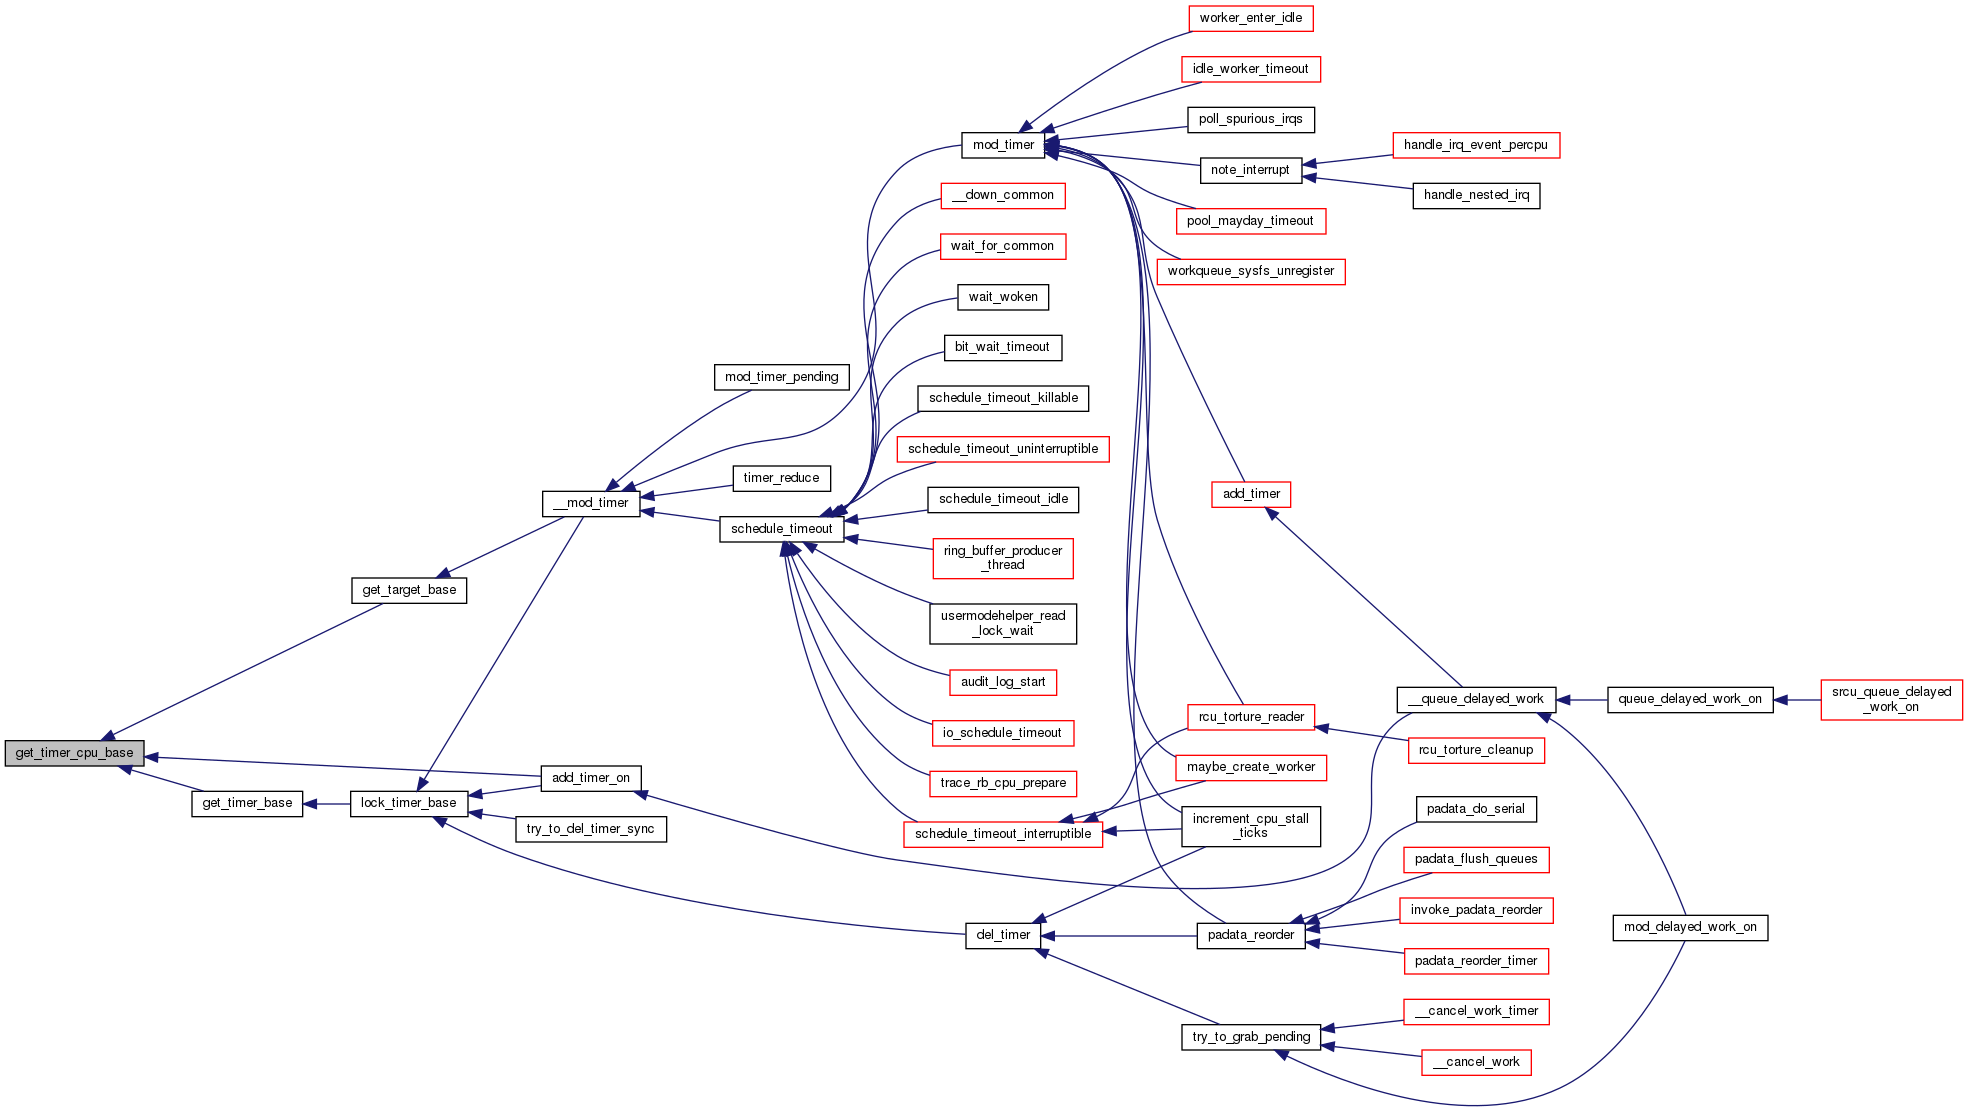 worker_enter_idle
idle_worker_timeout
poll_spurious_irqs
mod_timer
handle_irq_event_percpu
note_interrupt
handle_nested_irq
__down_common
pool_mayday_timeout
wait_for_common
workqueue_sysfs_unregister
wait_woken
bit_wait_timeout
mod_timer_pending
schedule_timeout_killable
schedule_timeout_uninterruptible
timer_reduce
add_timer
__mod_timer
schedule_timeout_idle
schedule_timeout
ring_buffer_producer
_thread
get_target_base
usermodehelper_read
_lock_wait
audit_log_start
__queue_delayed_work
queue_delayed_work_on
srcu_queue_delayed
_work_on
rcu_torture_reader
io_schedule_timeout
rcu_torture_cleanup
get_timer_cpu_base
maybe_create_worker
add_timer_on
trace_rb_cpu_prepare
get_timer_base
lock_timer_base
padata_do_serial
increment_cpu_stall
_ticks
try_to_del_timer_sync
schedule_timeout_interruptible
padata_flush_queues
invoke_padata_reorder
mod_delayed_work_on
del_timer
padata_reorder
padata_reorder_timer
__cancel_work_timer
try_to_grab_pending
__cancel_work